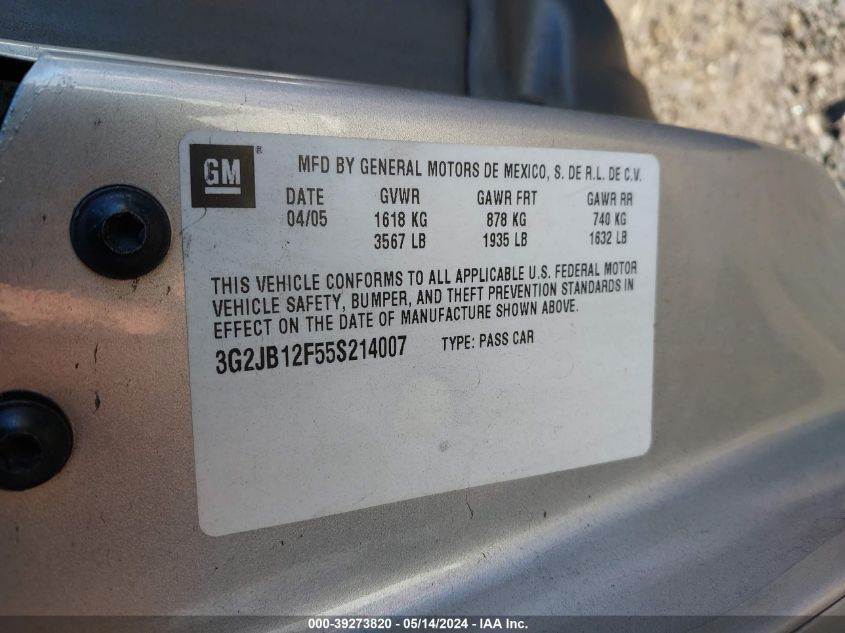 GM ® MFD BY GENERAL MOTORS DE MEXICO, S. DE R.L. DE C.V.
DATE GVWR GAWR FRT GAWR RR
04/05 1618 KG 878 KG 740 KG
3567 LB 1935 LB 1632 LB
THIS VEHICLE CONFORMS TO ALL APPLICABLE U.S. FEDERAL MOTOR
VEHICLE SAFETY, BUMPER, AND THEFT PREVENTION STANDARDS IN
EFFECT ON THE DATE OF MANUFACTURE SHOWN ABOVE.
3G2JB12F55S214007 TYPE: PASS CAR
000-39273820 - 05/14/2024 - IAA Inc.